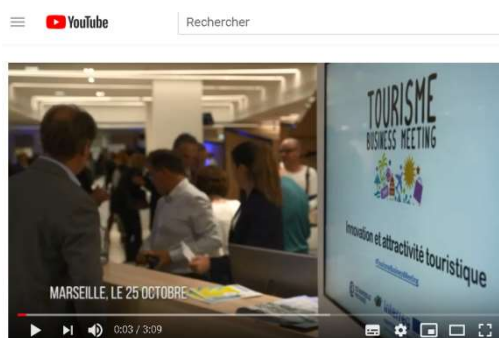 YouTube
Rechercher
TOURISME
BUSINESS MEETING
Innovation et attractivité touristique
MARSEILLE, LE 25 OCTOBRE
0:03 / 3:09